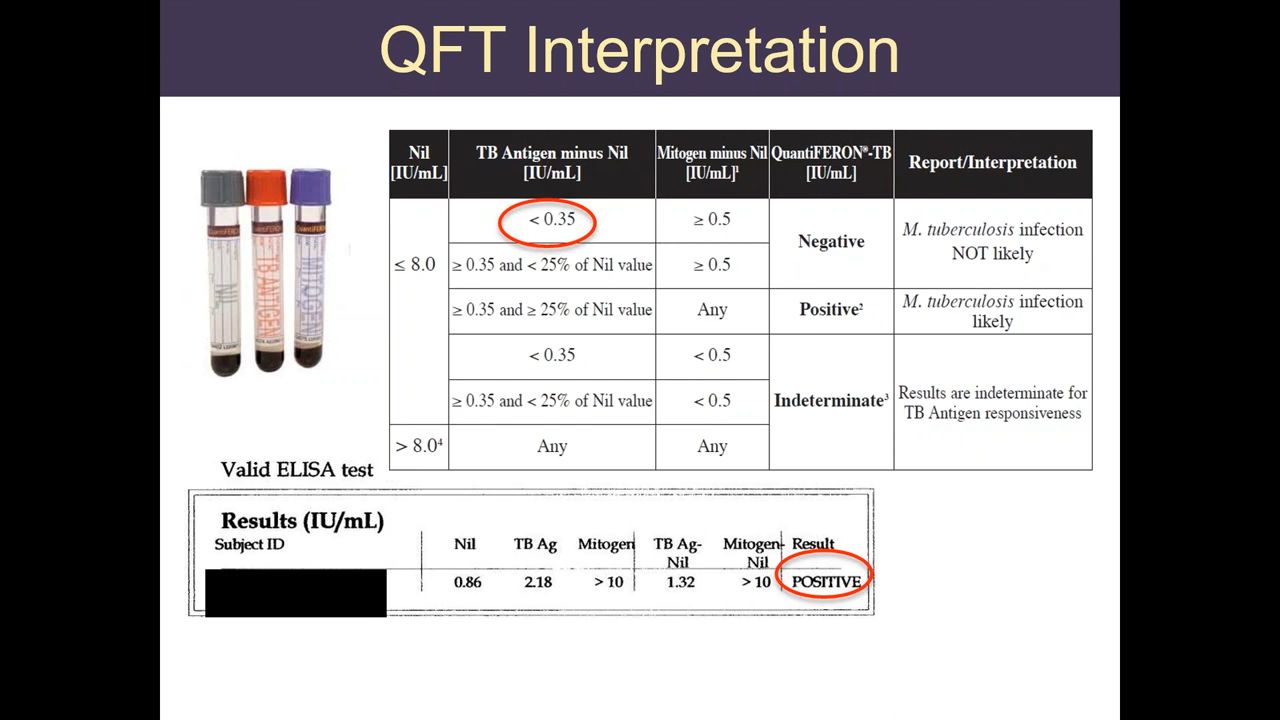 QFT Interpretation
Nil
[IU/mL]
TB Antigen minus Nil
[IU/mL]
Mitogen minus Nil
[IU/mL]¹
QuantiFERON®-TB
[IU/mL]
Report/Interpretation
≤ 8.0
< 0.35
≥ 0.5
Negative
M. tuberculosis infection
NOT likely
≥ 0.35 and < 25% of Nil value
≥ 0.5
≥ 0.35 and ≥ 25% of Nil value
Any
Positive²
M. tuberculosis infection
likely
< 0.35
< 0.5
Indeterminate³
Results are indeterminate for
TB Antigen responsiveness
≥ 0.35 and < 25% of Nil value
< 0.5
> 8.0⁴
Any
Any
NIL
TB ANTIGEN
MITOGEN
Valid ELISA test
Results (IU/mL)
Subject ID
Nil
TB Ag
Mitogen
TB Ag-
Nil
Mitogen-
Nil
Result
0.86
2.18
> 10
1.32
> 10
POSITIVE